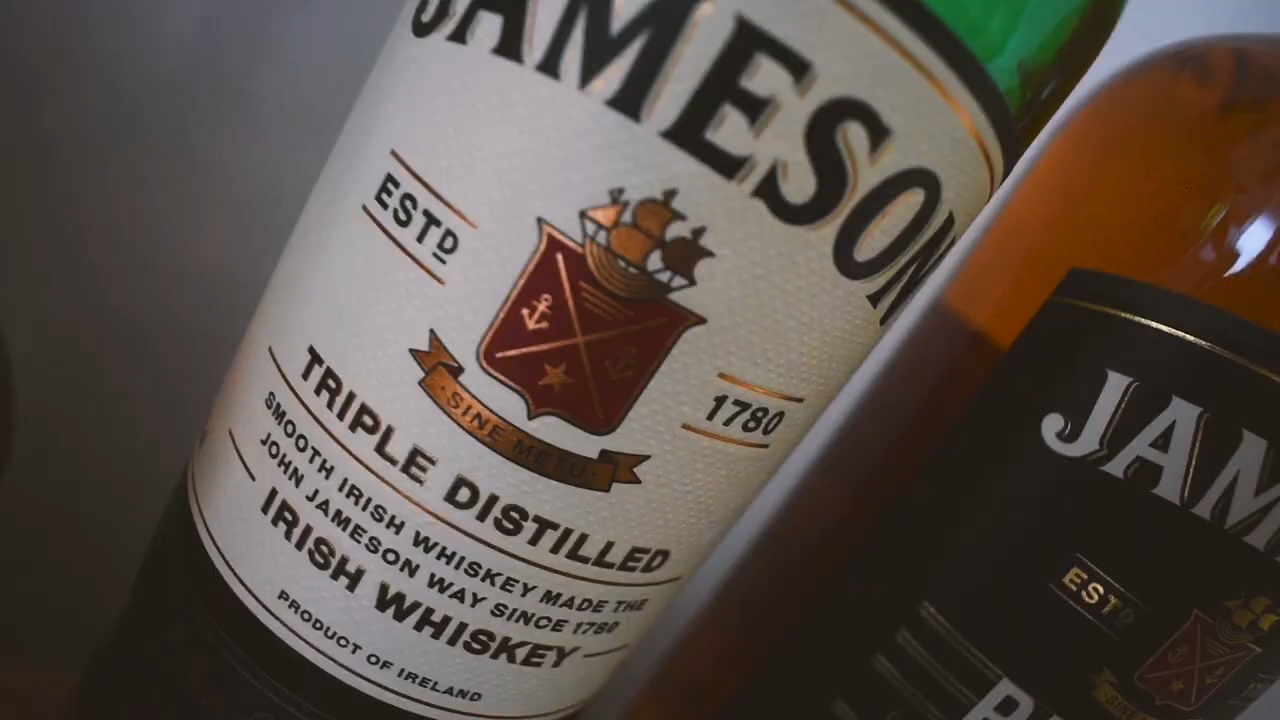 JAMESON
ESTD
1780
SINE METU
TRIPLE DISTILLED
SMOOTH IRISH WHISKEY MADE THE
JOHN JAMESON WAY SINCE 1780
IRISH WHISKEY
PRODUCT OF IRELAND
JAM
ESTD